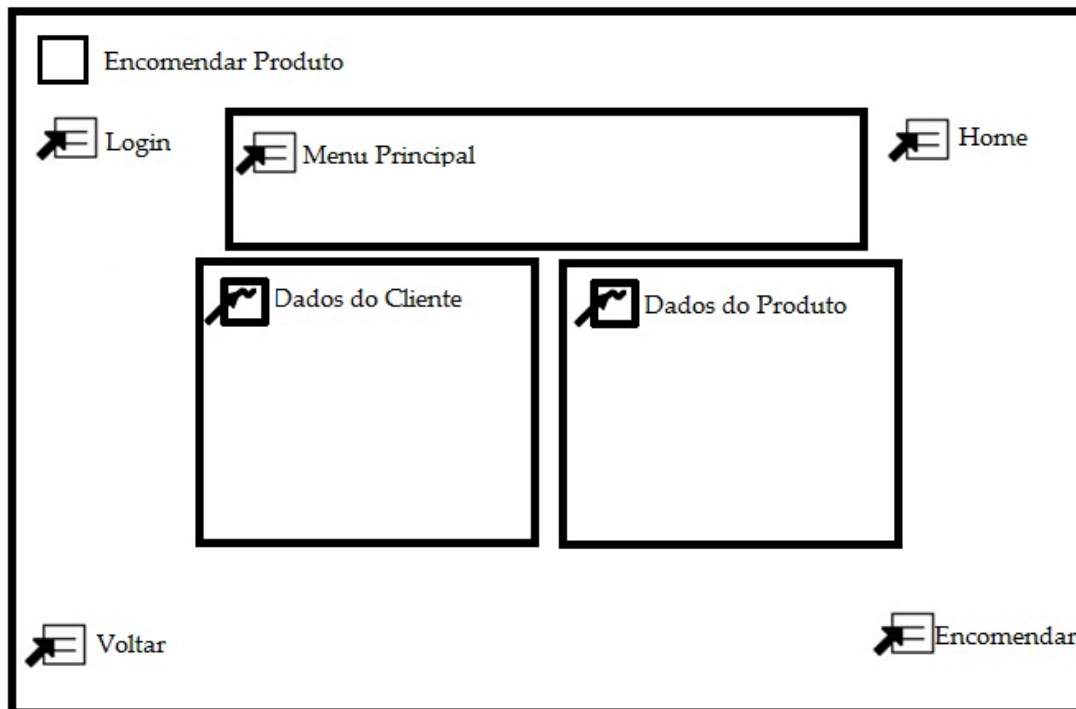 Encomendar Produto
Login
Menu Principal
Home
Dados do Cliente
Dados do Produto
Voltar
Encomendar